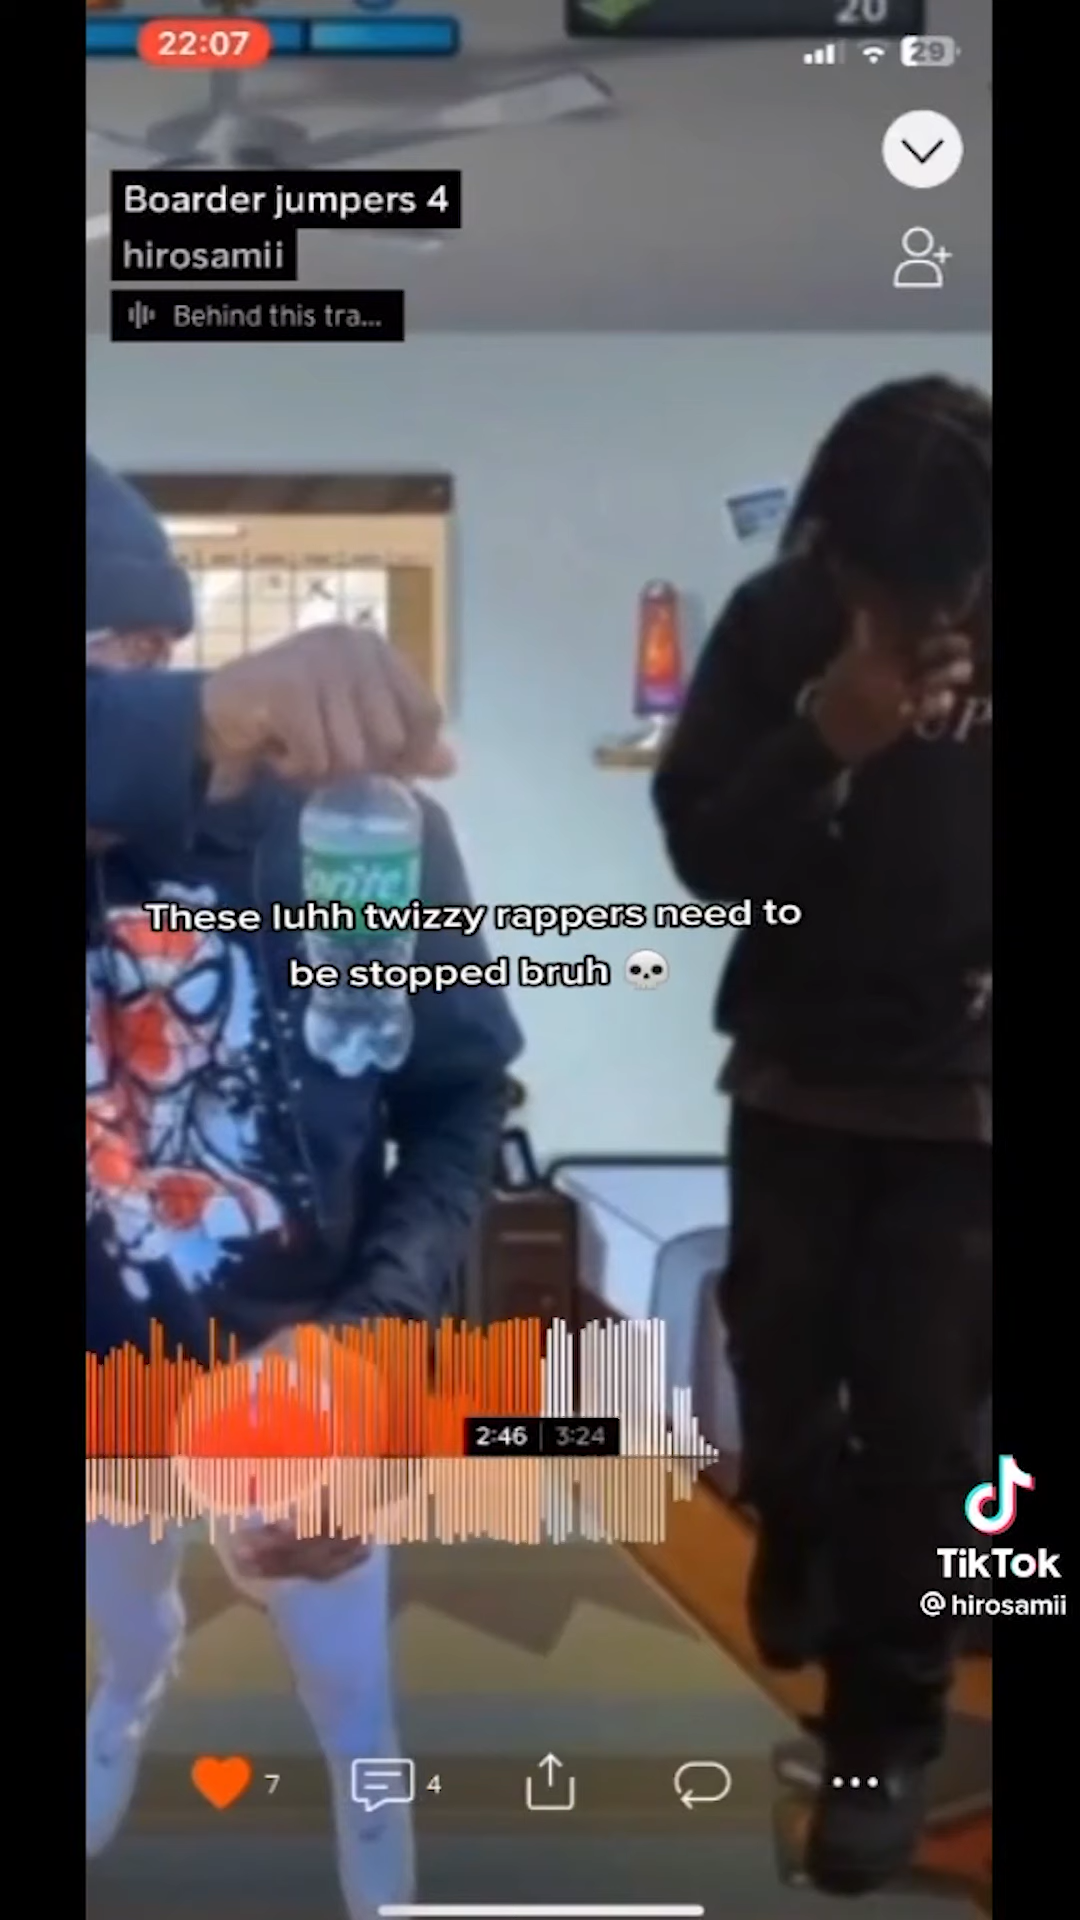 20
22:07
29
Boarder jumpers 4
hirosamii
Behind this tra...
These luhh twizzy rappers need to
be stopped bruh 💀
2:46 | 3:24
TikTok
@hirosamii
7
4